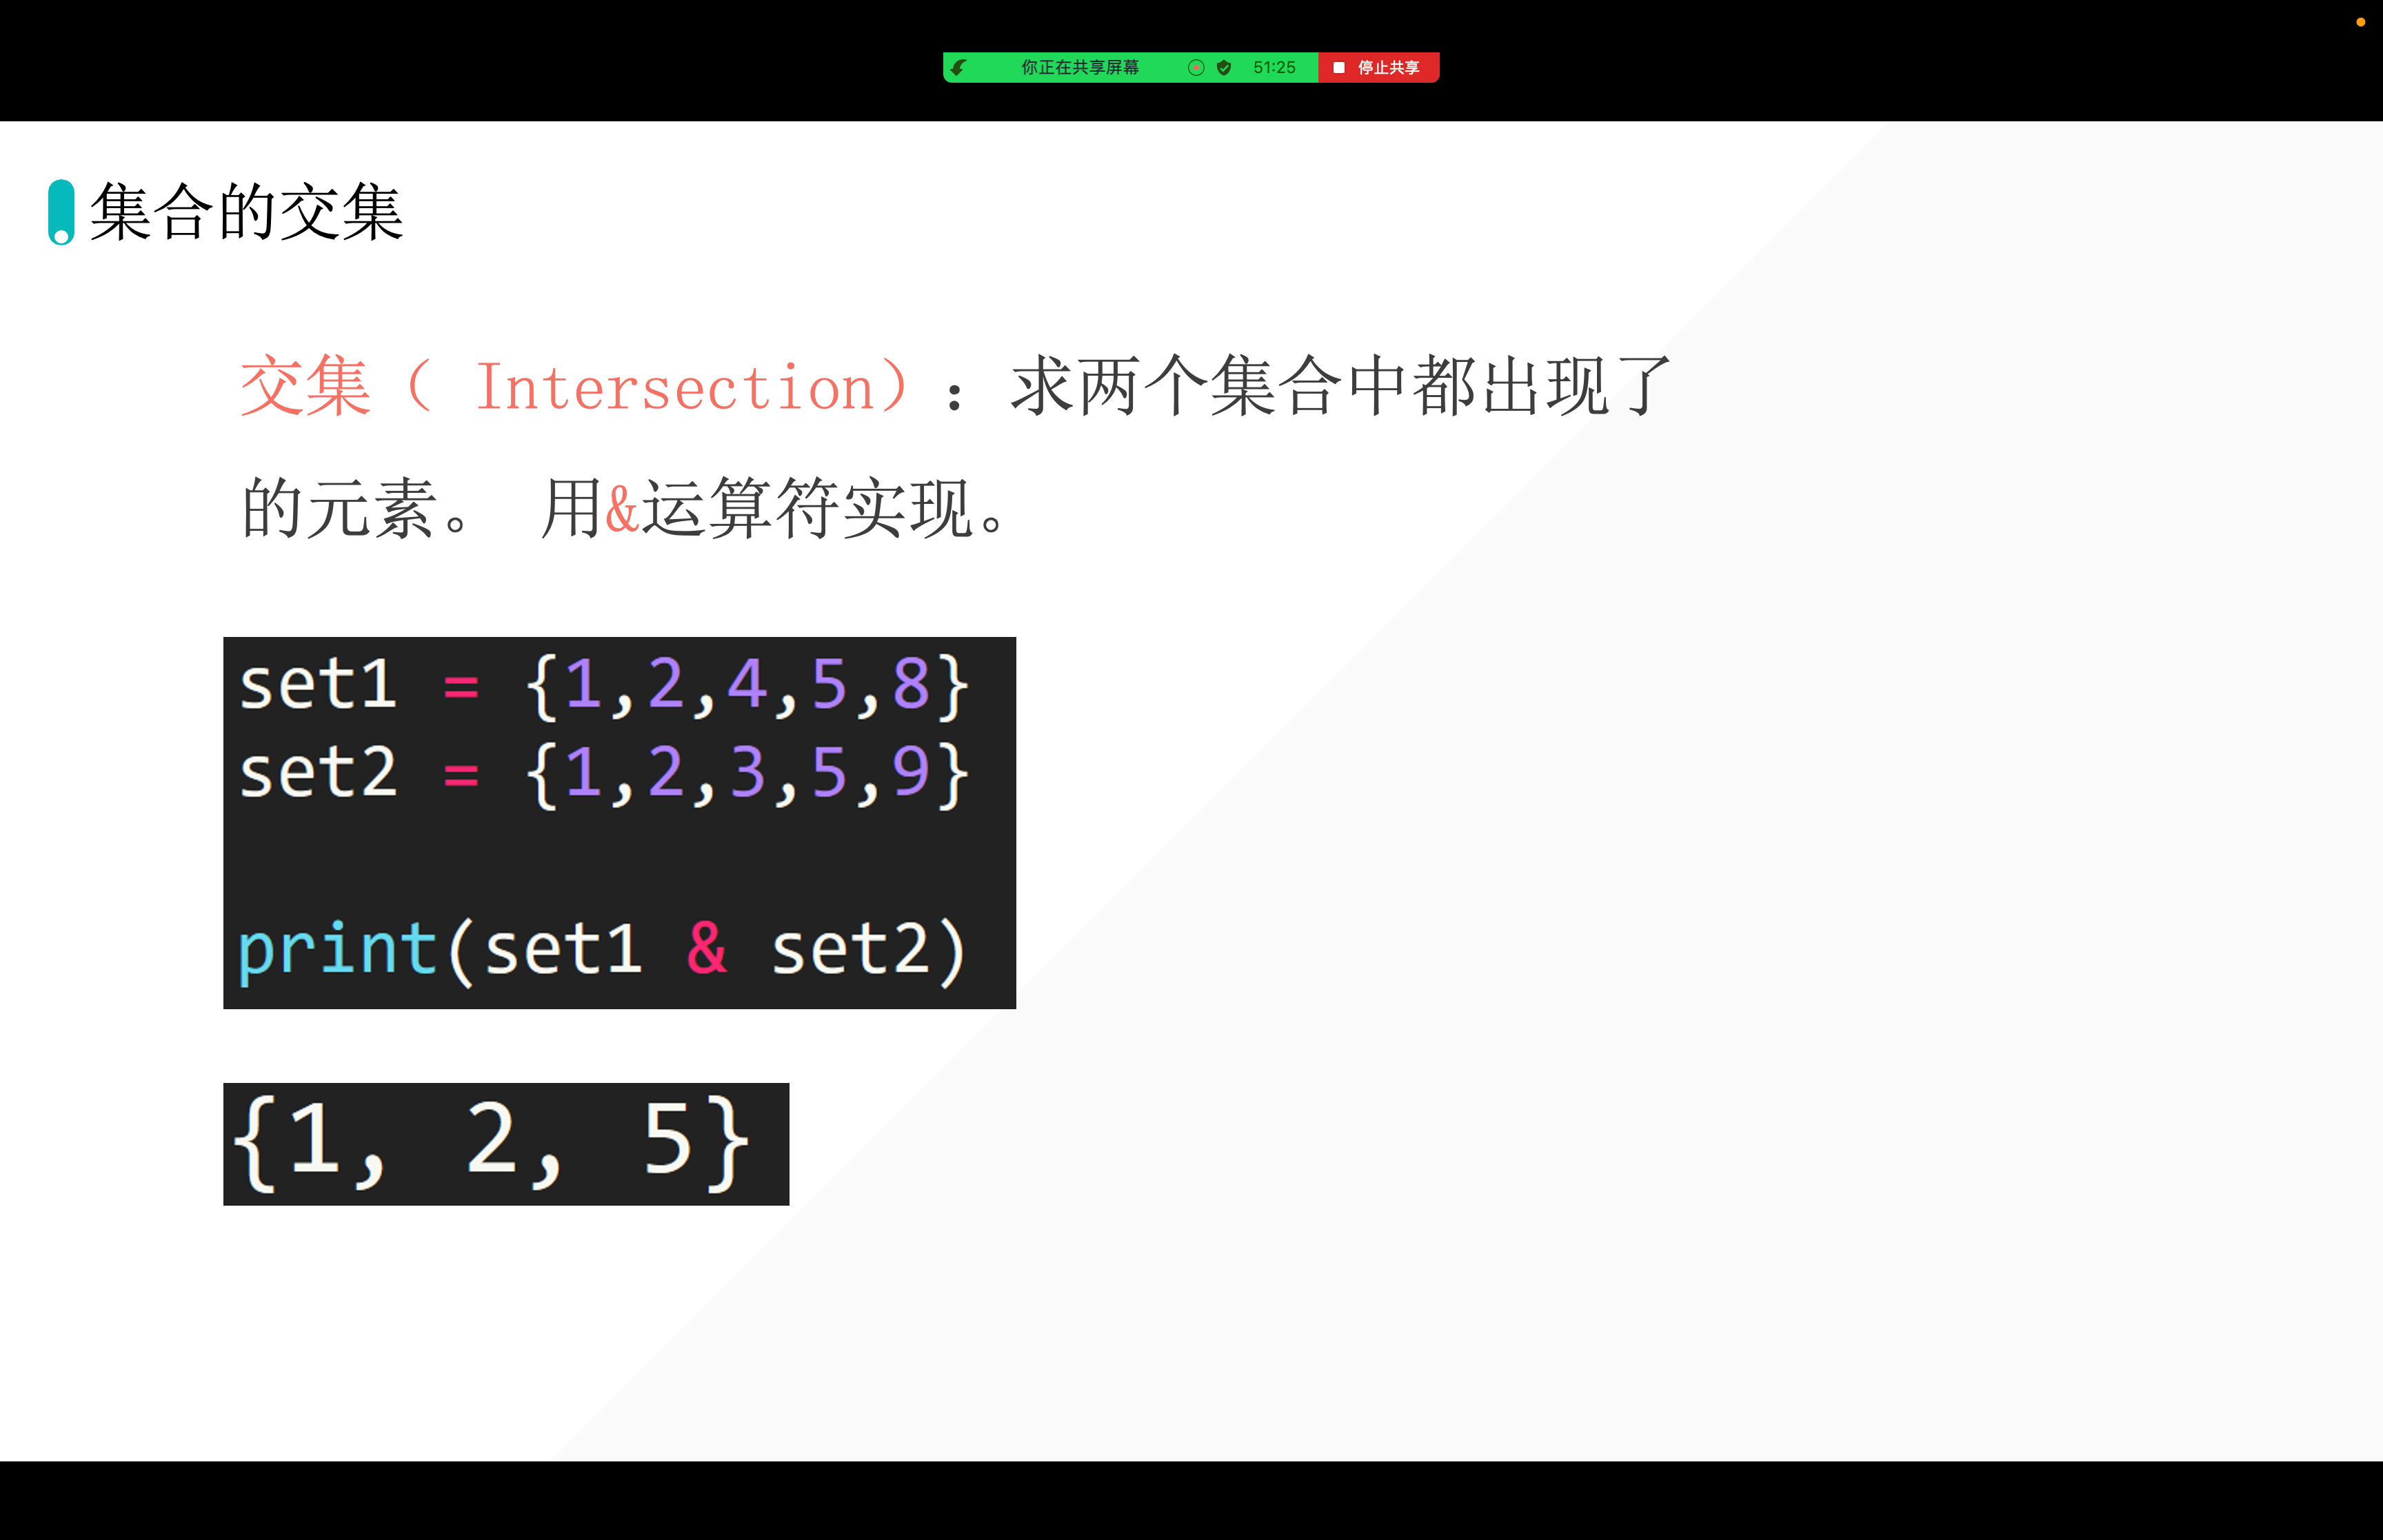 你正在共享屏幕 51:25 停止共享
集合的交集
交集（ Intersection）：求两个集合中都出现了
的元素。 用&运算符实现。
set1 = {1,2,4,5,8}
set2 = {1,2,3,5,9}
print(set1 & set2)
{1, 2, 5}